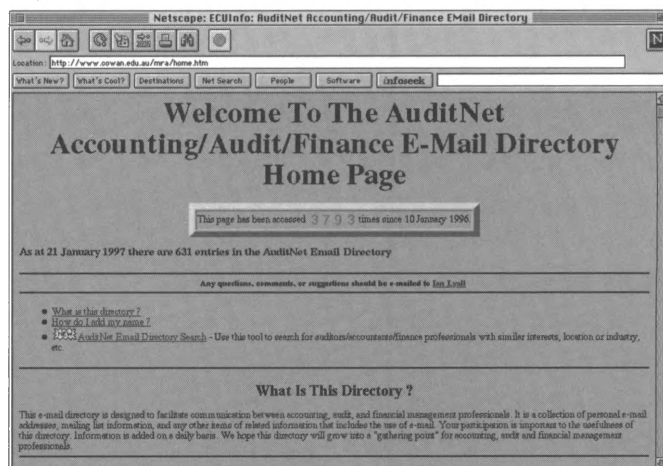 Netscape: ECUInfo: AuditNet Accounting/Audit/Finance EMail Directory
Location: http://www.cowan.edu.au/mra/home.htm
What's New? What's Cool? Destinations Net Search People Software infoseek
Welcome To The AuditNet
Accounting/Audit/Finance E-Mail Directory
Home Page
This page has been accessed 3793 times since 10 January 1996.
As at 21 January 1997 there are 631 entries in the AuditNet Email Directory
Any questions, comments, or suggestions should be e-mailed to Ian Lyall
What is this directory ?
How do I add my name ?
AuditNet Email Directory Search - Use this tool to search for auditors/accountants/finance professionals with similar interests, location or industry,
etc.
What Is This Directory ?
This e-mail directory is designed to facilitate communication between accounting, audit, and financial management professionals. It is a collection of personal e-mail
addresses, mailing list information, and any other items of related information that includes the use of e-mail. Your participation is important to the usefulness of
this directory. Information is added on a daily basis. We hope this directory will grow into a "gathering point" for accounting, audit and financial management
professionals.